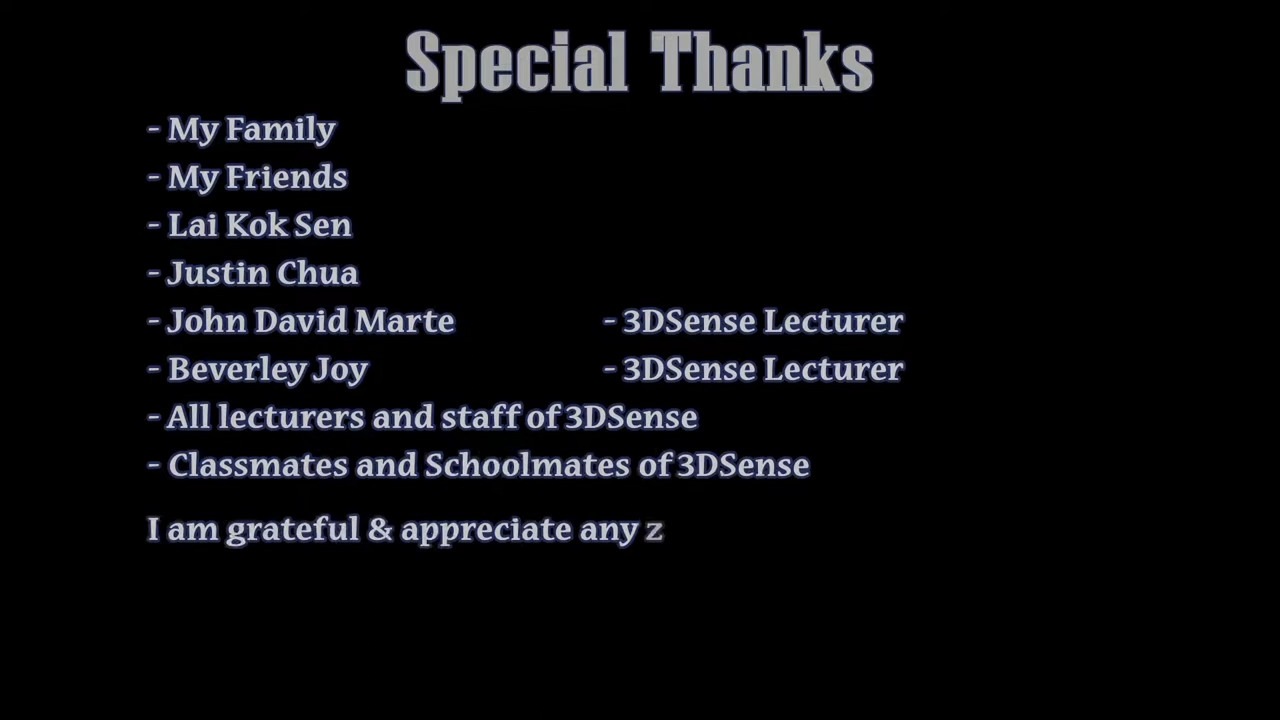 Special Thanks
- My Family
- My Friends
- Lai Kok Sen
- Justin Chua
- John David Marte - 3DSense Lecturer
- Beverley Joy - 3DSense Lecturer
- All lecturers and staff of 3DSense
- Classmates and Schoolmates of 3DSense
I am grateful & appreciate any z